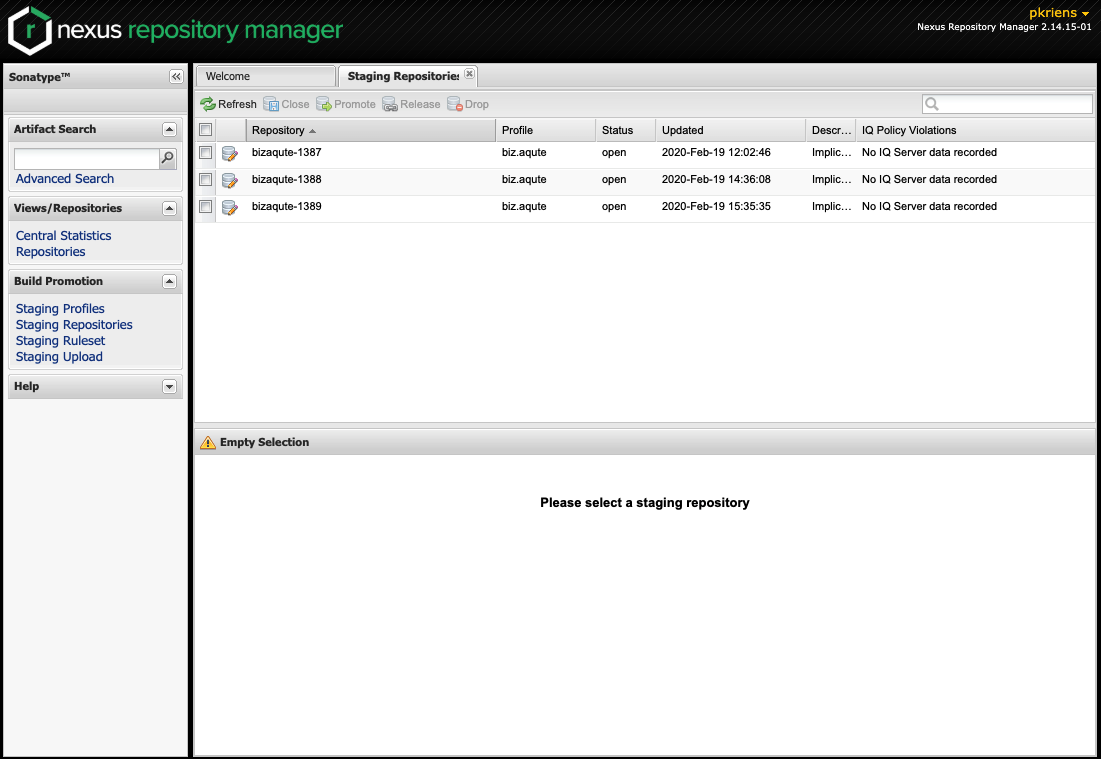 nexus repository manager
pkriens
Nexus Repository Manager 2.14.15-01
Sonatype™
Artifact Search
Advanced Search
Views/Repositories
Central Statistics
Repositories
Build Promotion
Staging Profiles
Staging Repositories
Staging Ruleset
Staging Upload
Help
Welcome
Staging Repositories
Refresh Close Promote Release Drop
Repository Profile Status Updated Descr... IQ Policy Violations
bizaqute-1387 biz.aqute open 2020-Feb-19 12:02:46 Implic... No IQ Server data recorded
bizaqute-1388 biz.aqute open 2020-Feb-19 14:36:08 Implic... No IQ Server data recorded
bizaqute-1389 biz.aqute open 2020-Feb-19 15:35:35 Implic... No IQ Server data recorded
Empty Selection
Please select a staging repository